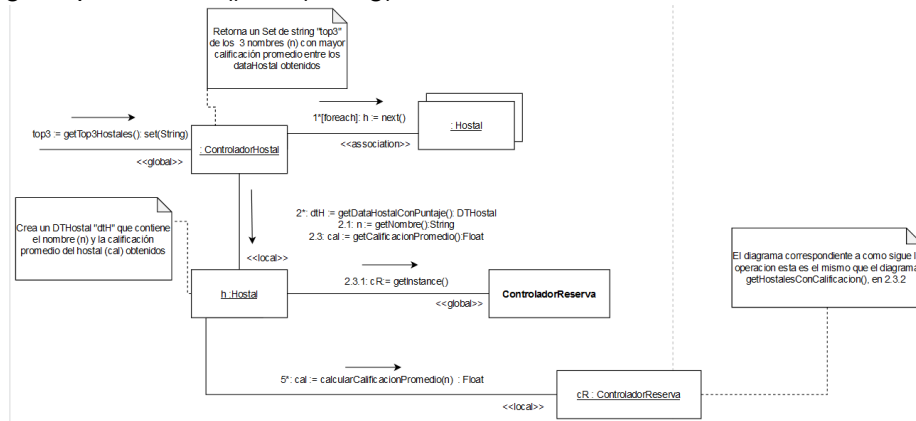 Retorna un Set de string "top3"
de los 3 nombres (n) con mayor
calificación promedio entre los
dataHostal obtenidos
1*[foreach]: h := next()
: Hostal
top3 := getTop3Hostales(): set(String)
: ControladorHostal
<<association>>
<<global>>
Crea un DTHostal "dtH" que contiene
el nombre (n) y la calificación
promedio del hostal (cal) obtenidos
2*: dtH := getDataHostalConPuntaje(): DTHostal
2.1: n := getNombre():String
2.3: cal := getCalificacionPromedio():Float
<<local>>
El diagrama correspondiente a como sigue l
operacion esta es el mismo que el diagrama
getHostalesConCalificacion(), en 2.3.2
h :Hostal
2.3.1: cR:= getInstance()
ControladorReserva
<<global>>
5*: cal := calcularCalificacionPromedio(n) : Float
cR : ControladorReserva
<<local>>